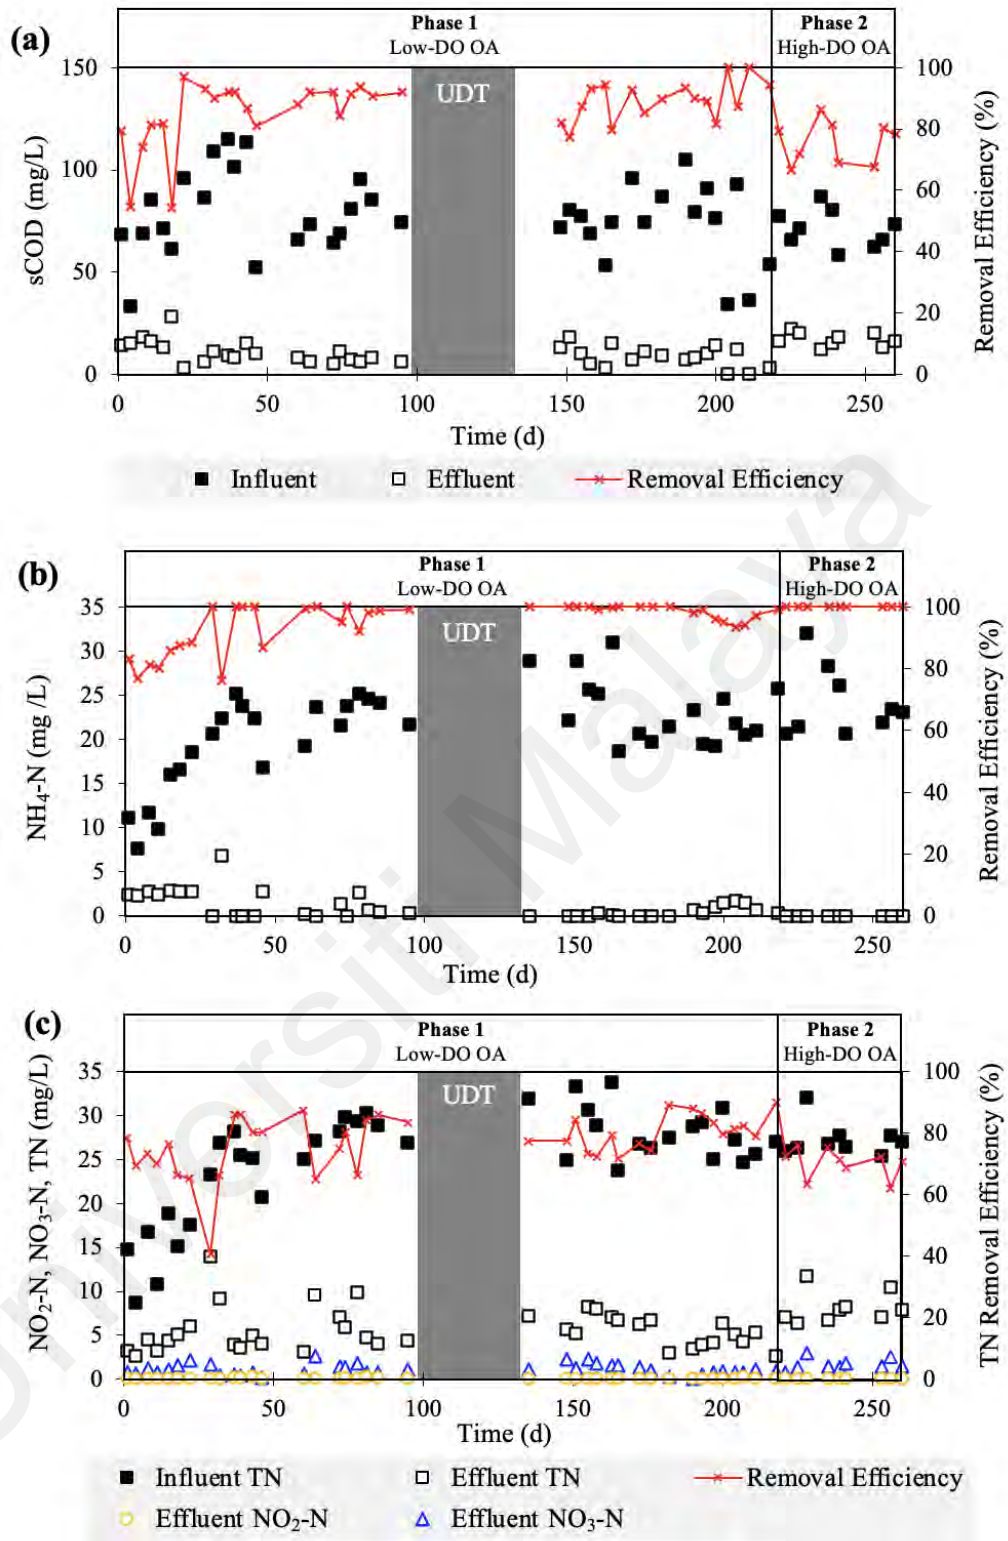 (a)
Phase 1
Low-DO OA
Phase 2
High-DO OA
UDT
150
100
50
0
100
80
60
40
20
0
sCOD (mg/L)
Removal Efficiency (%)
0 50 100 150 200 250
Time (d)
Influent Effluent Removal Efficiency
(b)
Phase 1
Low-DO OA
Phase 2
High-DO OA
UDT
35
30
25
20
15
10
5
0
100
80
60
40
20
0
NH₄-N (mg /L)
Removal Efficiency (%)
0 50 100 150 200 250
Time (d)
(c)
Phase 1
Low-DO OA
Phase 2
High-DO OA
UDT
35
30
25
20
15
10
5
0
100
80
60
40
20
0
NO₂-N, NO₃-N, TN (mg/L)
TN Removal Efficiency (%)
0 50 100 150 200 250
Time (d)
Influent TN Effluent TN Removal Efficiency
Effluent NO₂-N Effluent NO₃-N
Universiti Malaya